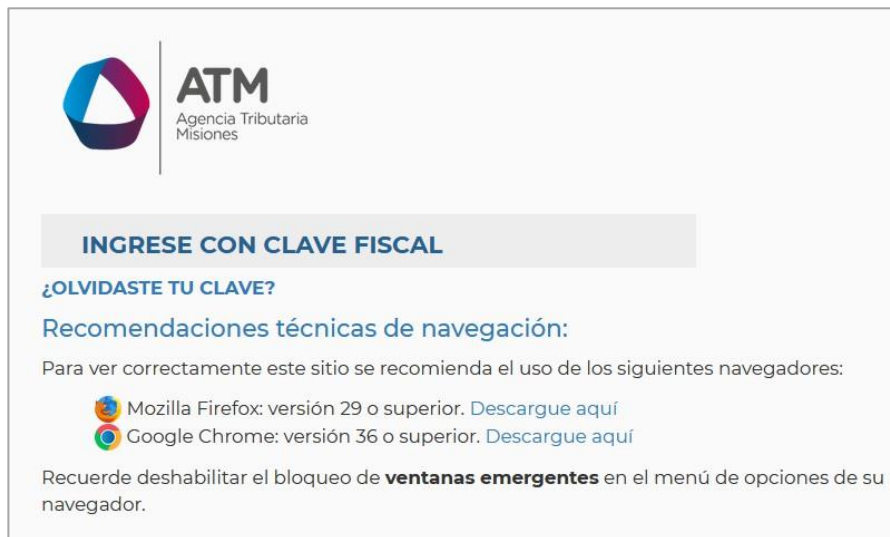 ATM
Agencia Tributaria
Misiones
INGRESE CON CLAVE FISCAL
¿OLVIDASTE TU CLAVE?
Recomendaciones técnicas de navegación:
Para ver correctamente este sitio se recomienda el uso de los siguientes navegadores:
Mozilla Firefox: versión 29 o superior. Descargue aquí
Google Chrome: versión 36 o superior. Descargue aquí
Recuerde deshabilitar el bloqueo de ventanas emergentes en el menú de opciones de su
navegador.